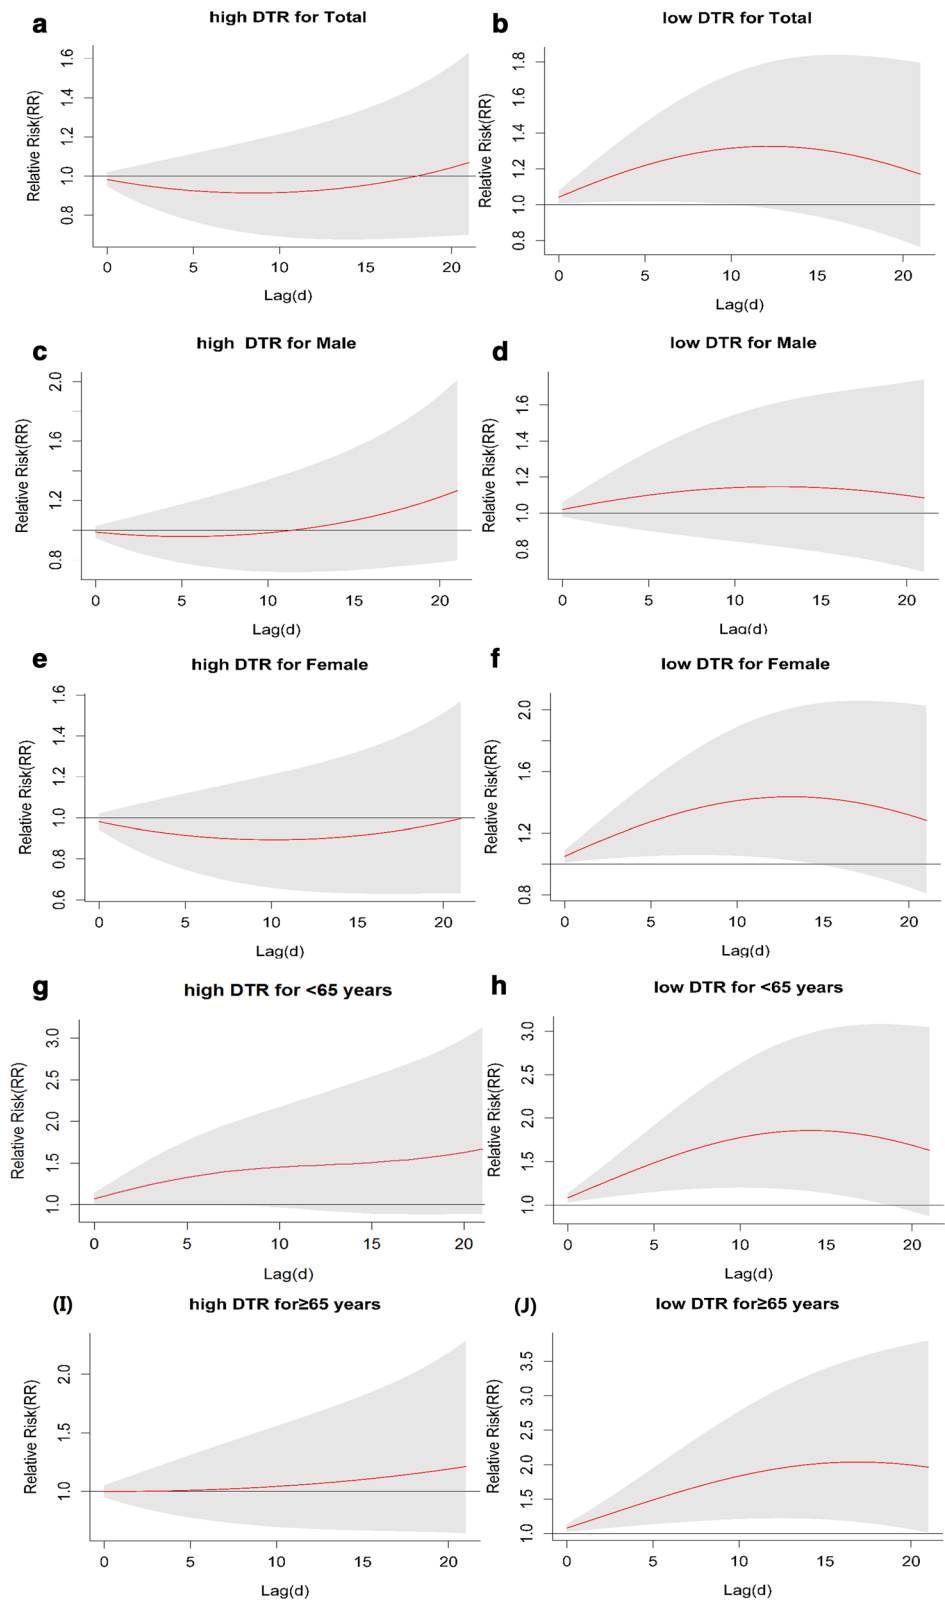 a
high DTR for Total
Relative Risk(RR)
0.8 1.0 1.2 1.4 1.6
0 5 10 15 20
Lag(d)
b
low DTR for Total
Relative Risk(RR)
0.8 1.0 1.2 1.4 1.6 1.8
0 5 10 15 20
Lag(d)
c
high DTR for Male
Relative Risk(RR)
0.8 1.2 1.6 2.0
0 5 10 15 20
Lag(d)
d
low DTR for Male
Relative Risk(RR)
0.8 1.0 1.2 1.4 1.6
0 5 10 15 20
Lag(d)
e
high DTR for Female
Relative Risk(RR)
0.6 0.8 1.0 1.2 1.4 1.6
0 5 10 15 20
Lag(d)
f
low DTR for Female
Relative Risk(RR)
0.8 1.2 1.6 2.0
0 5 10 15 20
Lag(d)
g
high DTR for <65 years
Relative Risk(RR)
1.0 1.5 2.0 2.5 3.0
0 5 10 15 20
Lag(d)
h
low DTR for <65 years
Relative Risk(RR)
1.0 1.5 2.0 2.5 3.0
0 5 10 15 20
Lag(d)
(I)
high DTR for≥65 years
Relative Risk(RR)
1.0 1.5 2.0
0 5 10 15 20
Lag(d)
(J)
low DTR for≥65 years
Relative Risk(RR)
1.0 1.5 2.0 2.5 3.0 3.5
0 5 10 15 20
Lag(d)